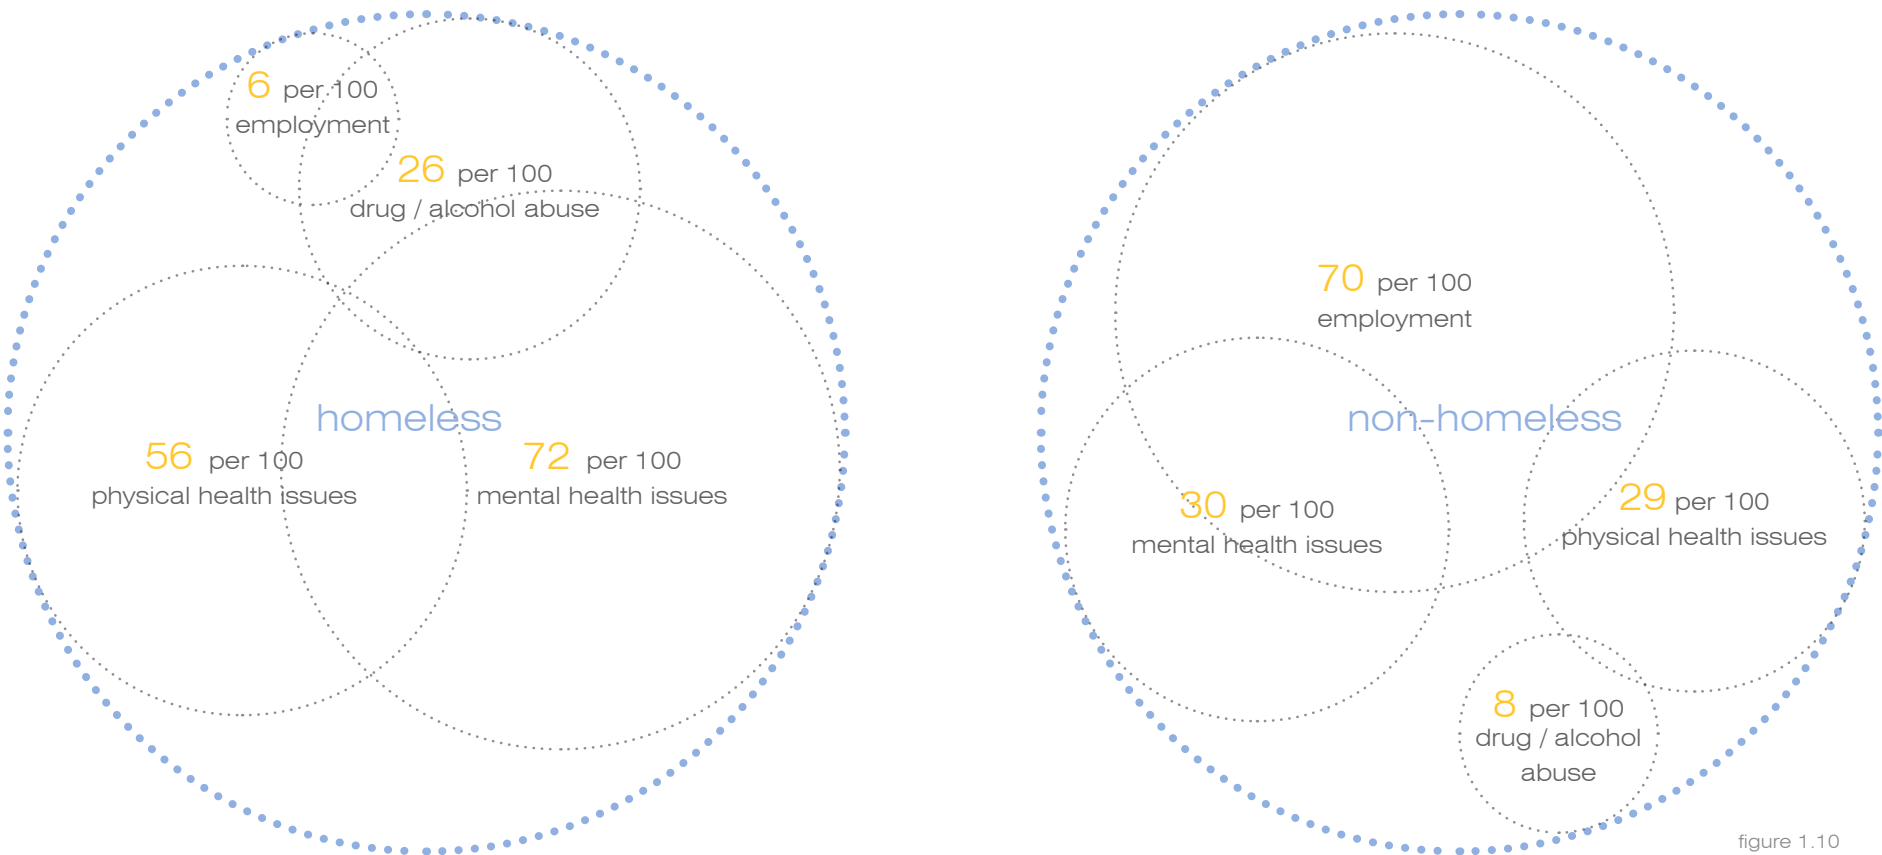 6 per 100
employment
26 per 100
drug / alcohol abuse
homeless
56 per 100
physical health issues
72 per 100
mental health issues
70 per 100
employment
non-homeless
30 per 100
mental health issues
29 per 100
physical health issues
8 per 100
drug / alcohol
abuse
figure 1.10